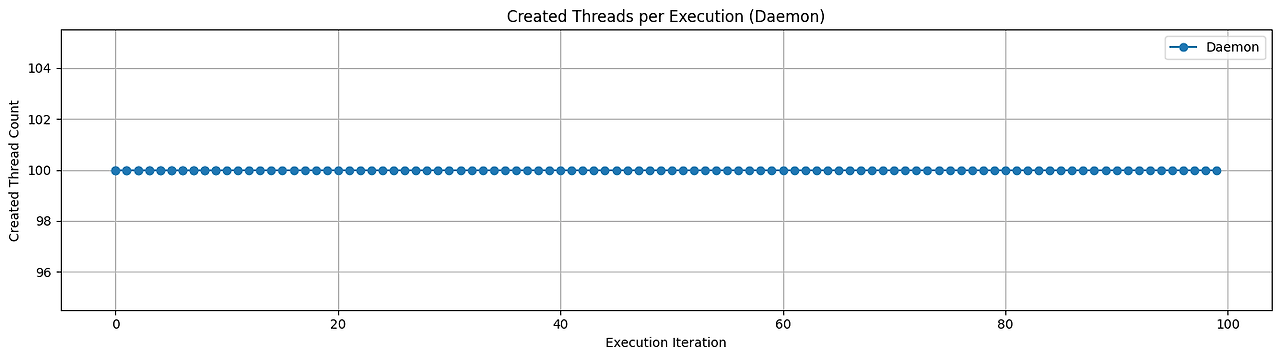 Created Threads per Execution (Daemon)
Daemon
Created Thread Count
104
102
100
98
96
0 20 40 60 80 100
Execution Iteration